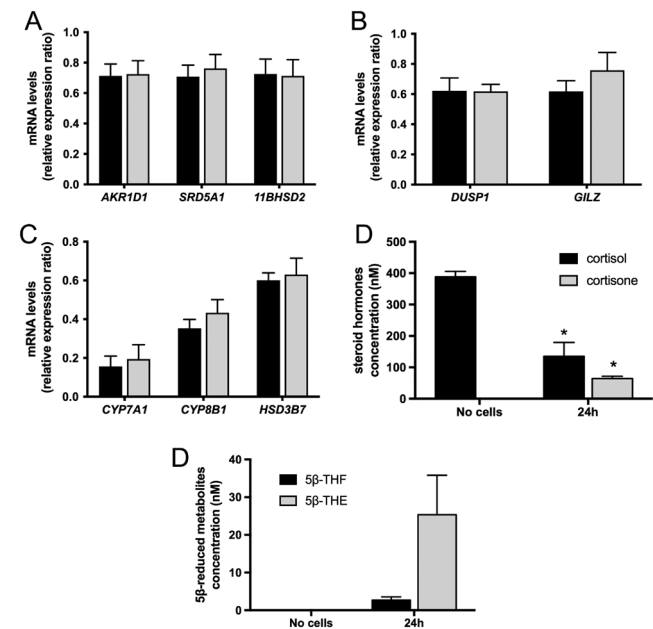 A
mRNA levels
(relative expression ratio)
1.0
0.8
0.6
0.4
0.2
0.0
AKR1D1 SRD5A1 11BHSD2
B
mRNA levels
(relative expression ratio)
1.0
0.8
0.6
0.4
0.2
0.0
DUSP1 GILZ
C
mRNA levels
(relative expression ratio)
0.8
0.6
0.4
0.2
0.0
CYP7A1 CYP8B1 HSD3B7
D
steroid hormones
concentration (nM)
500
400
300
200
100
0
cortisol
cortisone
* *
No cells 24h
D
5β-reduced metabolites
concentration (nM)
40
30
20
10
0
5β-THF
5β-THE
No cells 24h